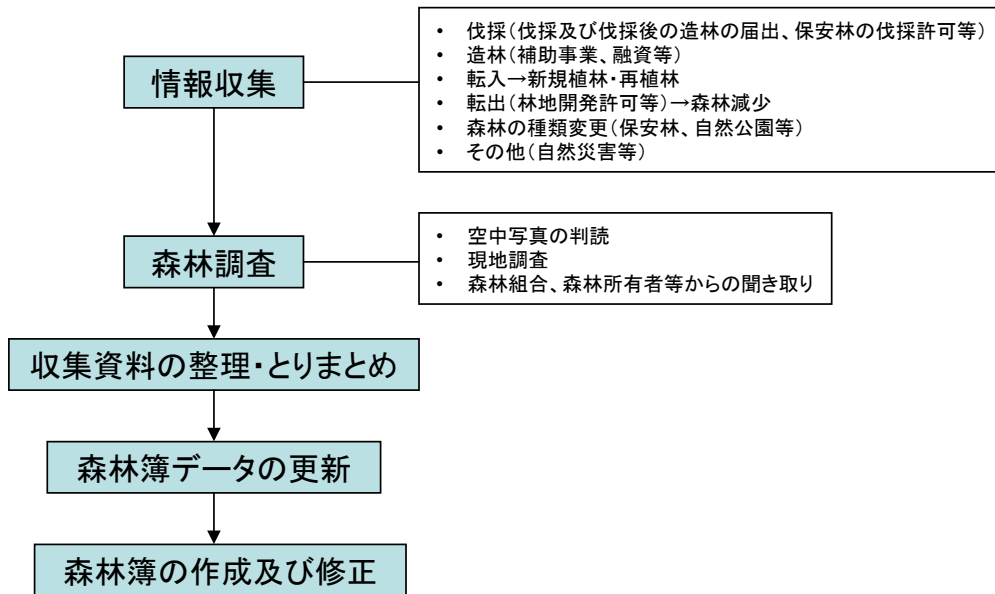 情報収集
• 伐採(伐採及び伐採後の造林の届出、保安林の伐採許可等)
• 造林(補助事業、融資等)
• 転入→新規植林・再植林
• 転出(林地開発許可等)→森林減少
• 森林の種類変更(保安林、自然公園等)
• その他(自然災害等)
森林調査
• 空中写真の判読
• 現地調査
• 森林組合、森林所有者等からの聞き取り
収集資料の整理・とりまとめ
森林簿データの更新
森林簿の作成及び修正